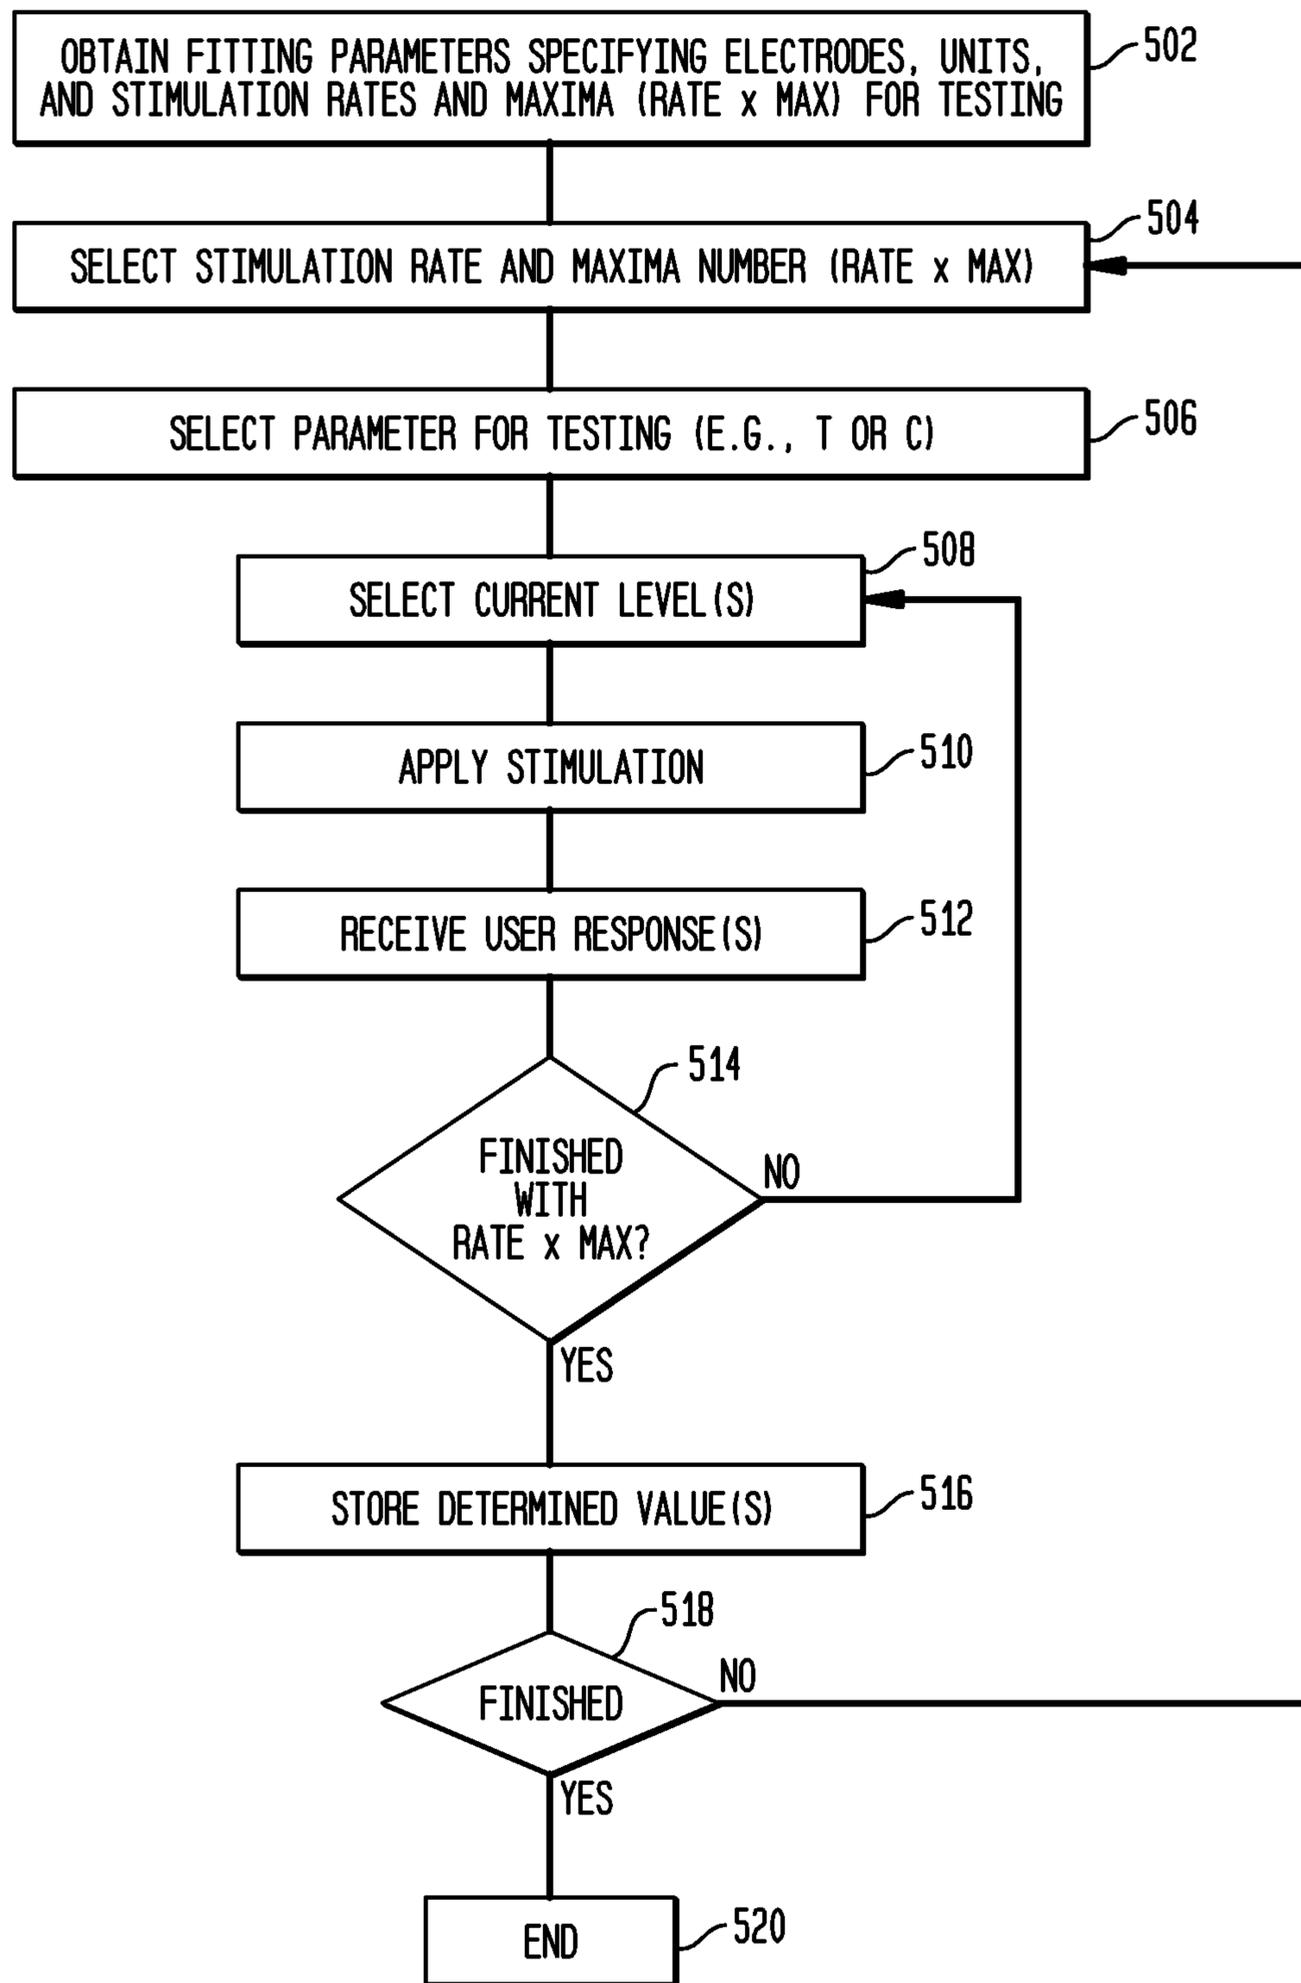 OBTAIN FITTING PARAMETERS SPECIFYING ELECTRODES, UNITS,
AND STIMULATION RATES AND MAXIMA (RATE x MAX) FOR TESTING
502
SELECT STIMULATION RATE AND MAXIMA NUMBER (RATE x MAX)
504
SELECT PARAMETER FOR TESTING (E.G., T OR C)
506
SELECT CURRENT LEVEL(S)
508
APPLY STIMULATION
510
RECEIVE USER RESPONSE(S)
512
514
FINISHED
WITH
RATE x MAX?
NO
YES
STORE DETERMINED VALUE(S)
516
518
FINISHED
NO
YES
END
520